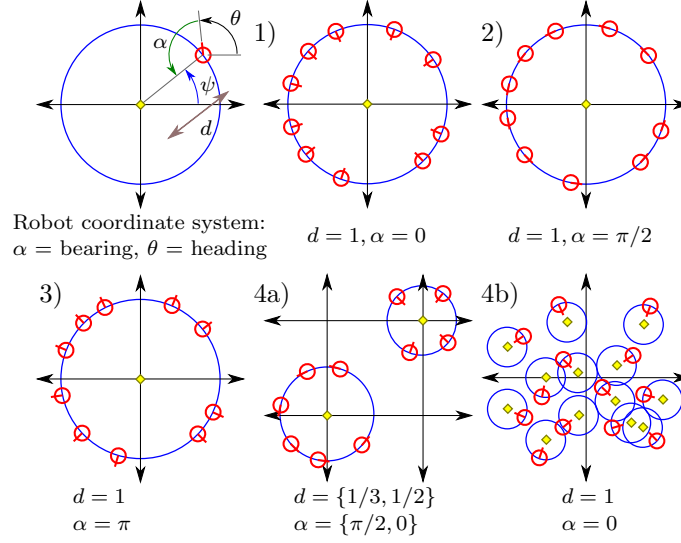 θ
α
ψ
d
Robot coordinate system:
α = bearing, θ = heading
1)
d = 1, α = 0
2)
d = 1, α = π/2
3)
d = 1
α = π
4a)
d = {1/3, 1/2}
α = {π/2, 0}
4b)
d = 1
α = 0